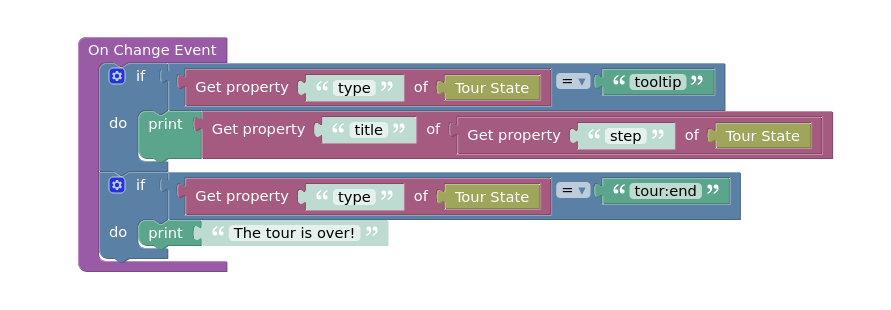 On Change Event
if Get property “ type ” of Tour State = ▾ “ tooltip ”
do print Get property “ title ” of Get property “ step ” of Tour State
if Get property “ type ” of Tour State = ▾ “ tour:end ”
do print “ The tour is over! ”